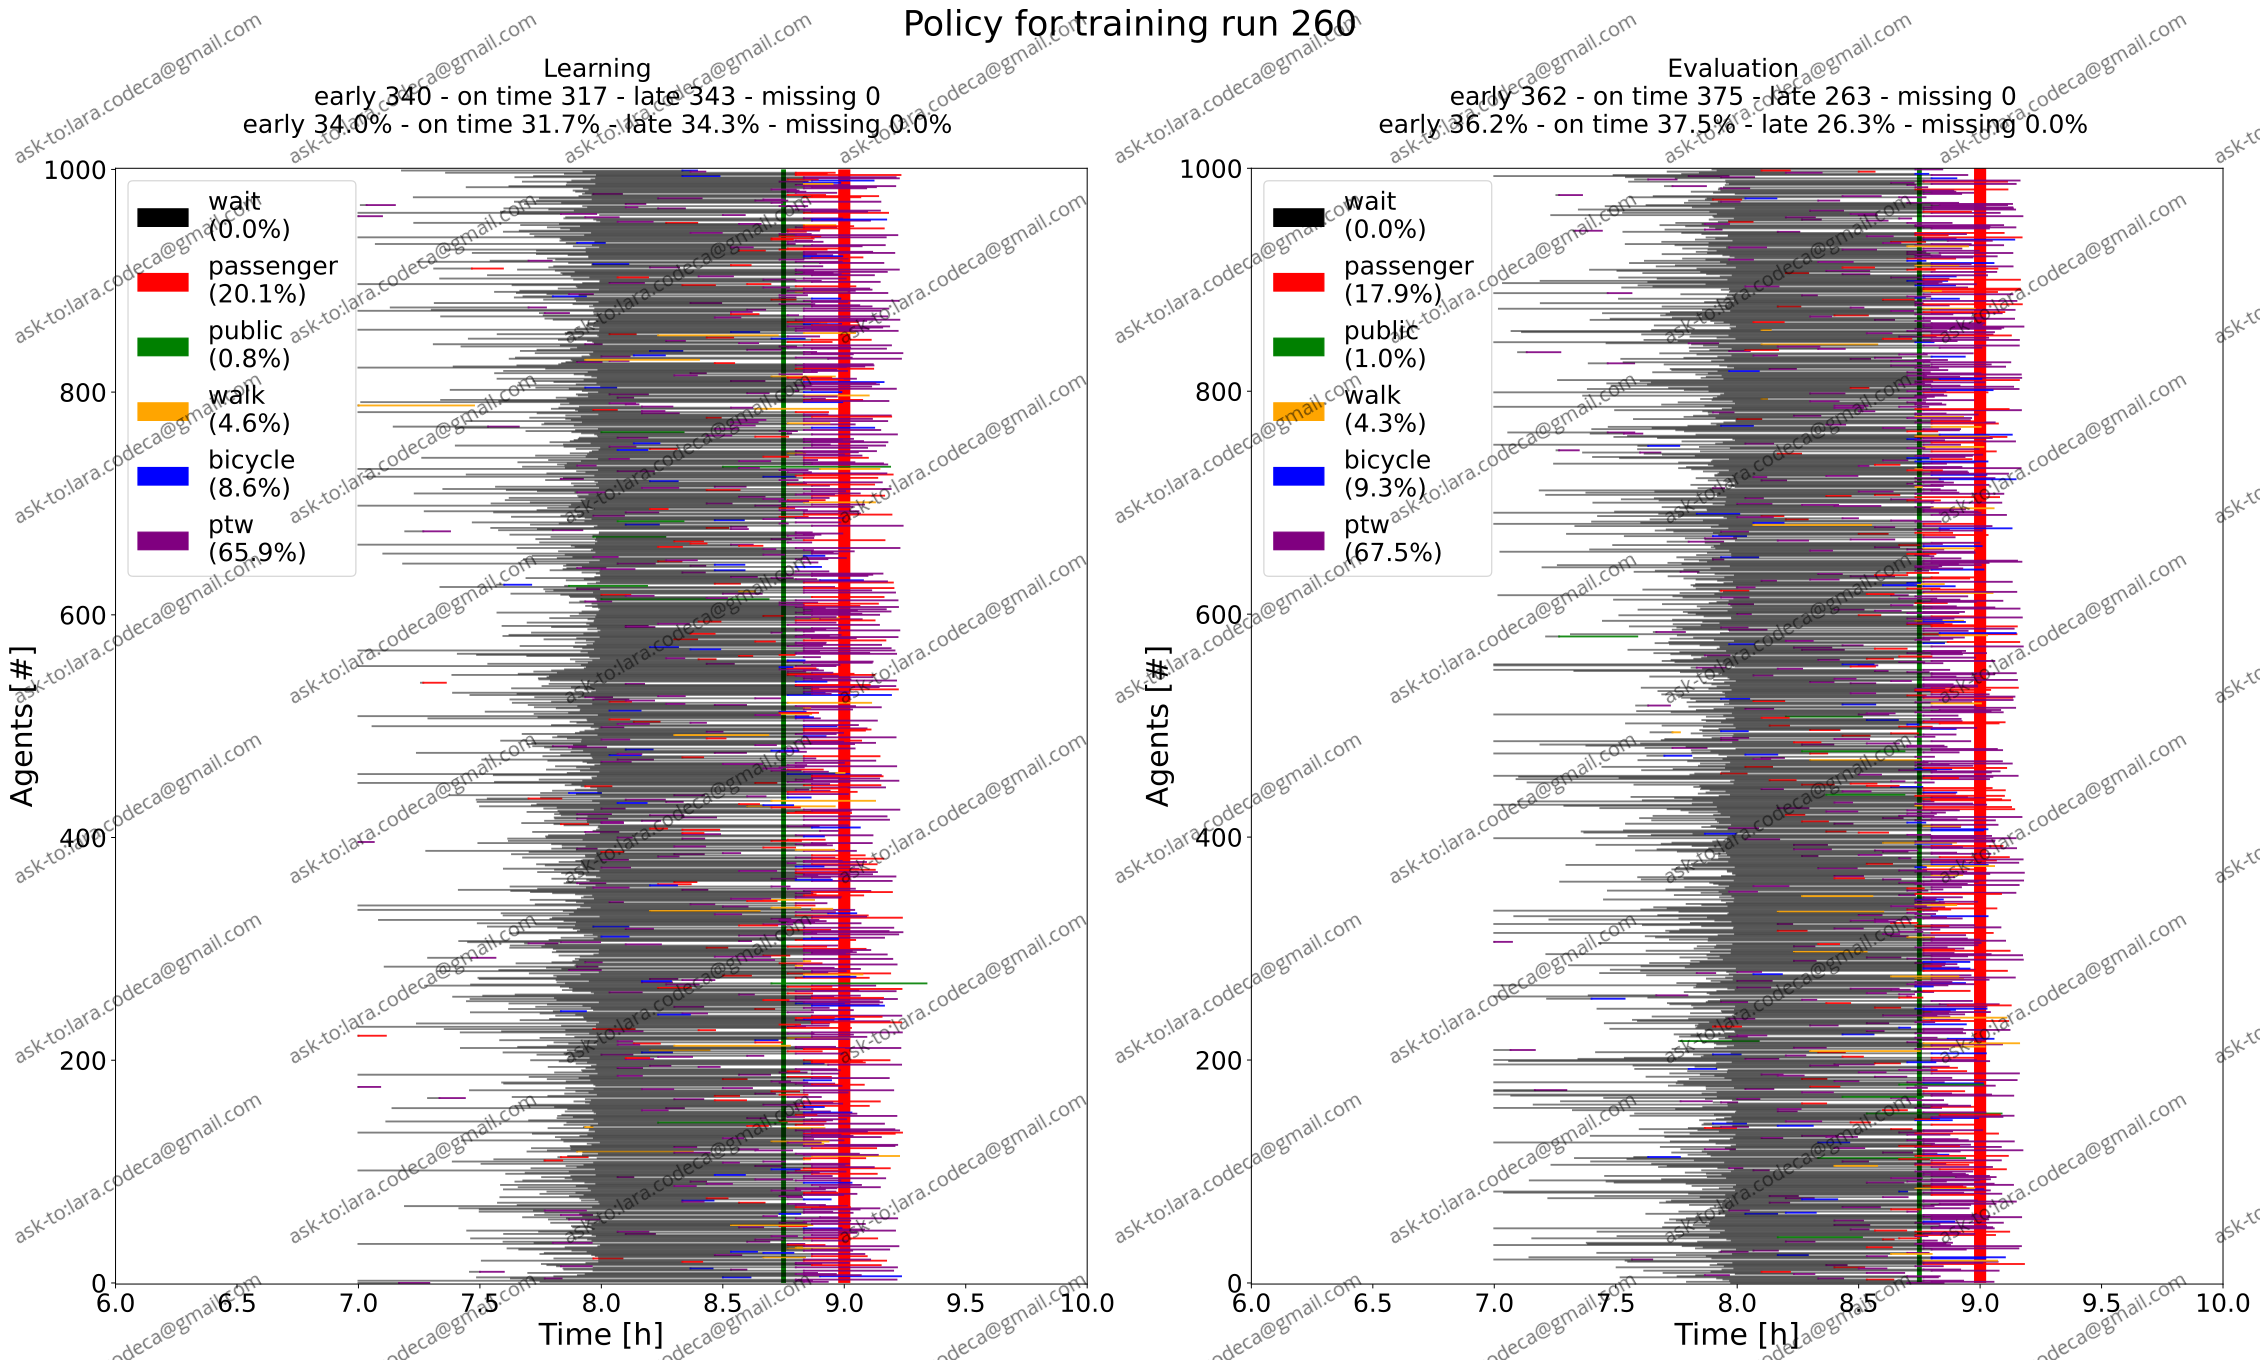 Policy for training run 260
Learning
early 340 - on time 317 - late 343 - missing 0
early 34.0% - on time 31.7% - late 34.3% - missing 0.0%
1000
800
600
400
200
0
Agents [#]
wait
(0.0%)
passenger
(20.1%)
public
(0.8%)
walk
(4.6%)
bicycle
(8.6%)
ptw
(65.9%)
6.0 6.5 7.0 7.5 8.0 8.5 9.0 9.5 10.0
Time [h]
Evaluation
early 362 - on time 375 - late 263 - missing 0
early 36.2% - on time 37.5% - late 26.3% - missing 0.0%
1000
800
600
400
200
0
Agents [#]
wait
(0.0%)
passenger
(17.9%)
public
(1.0%)
walk
(4.3%)
bicycle
(9.3%)
ptw
(67.5%)
6.0 6.5 7.0 7.5 8.0 8.5 9.0 9.5 10.0
Time [h]
ask-to:lara.codeca@gmail.com